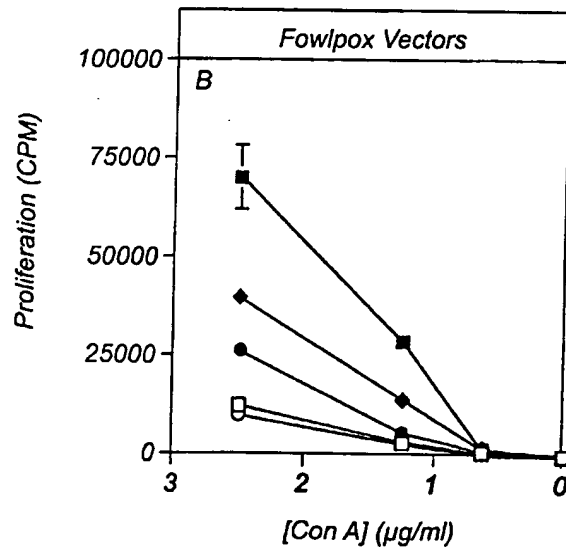 Fowlpox Vectors
B
Proliferation (CPM)
100000
75000
50000
25000
0
3 2 1 0
[Con A] (µg/ml)